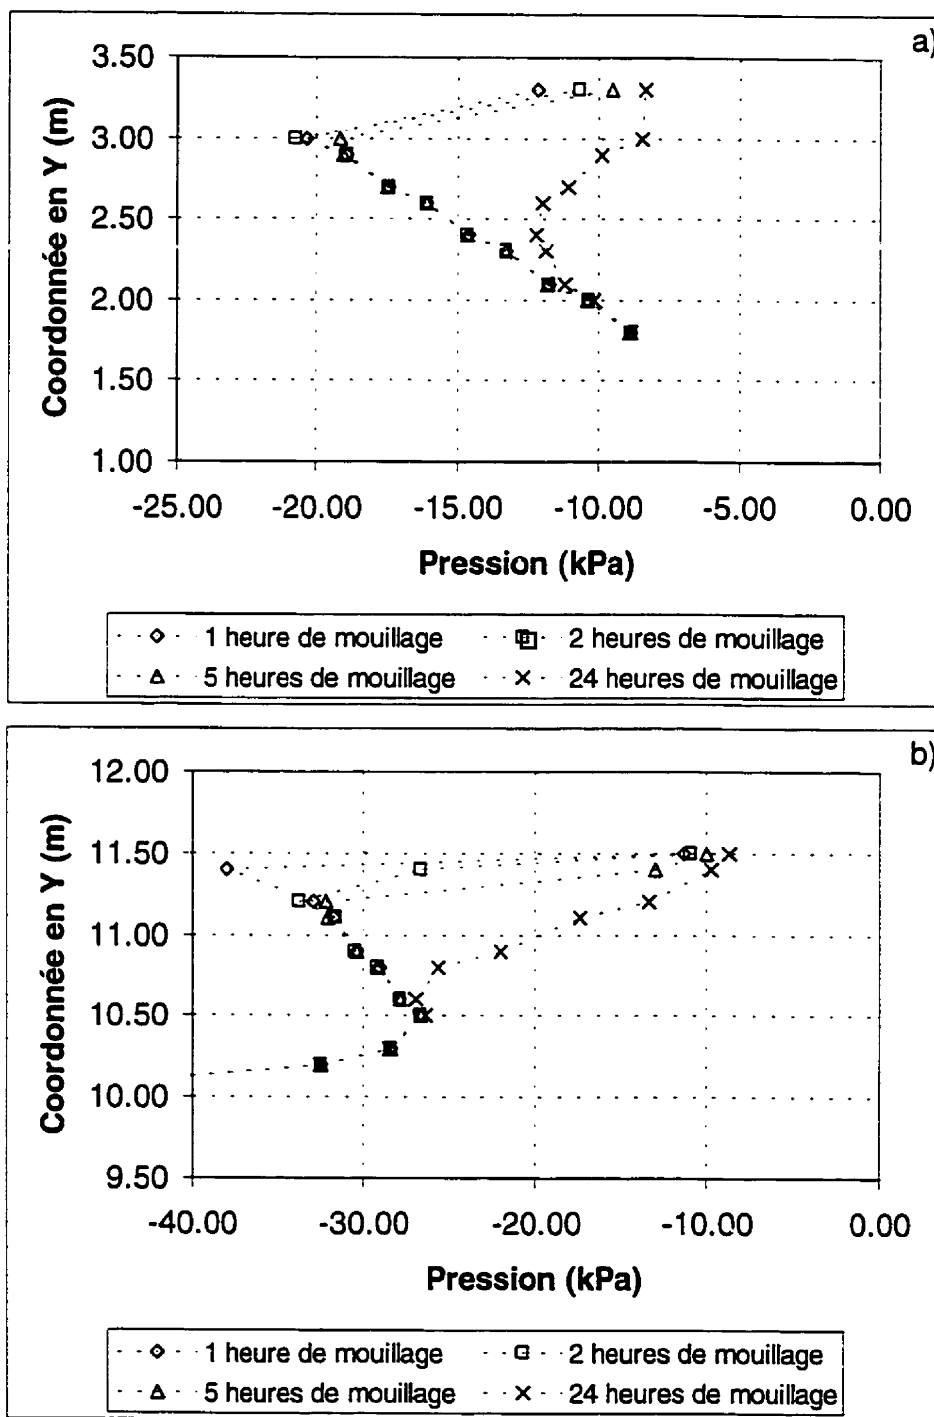 a)
3.50
3.00
2.50
2.00
1.50
1.00
Coordonnée en Y (m)
-25.00 -20.00 -15.00 -10.00 -5.00 0.00
Pression (kPa)
1 heure de mouillage 2 heures de mouillage
5 heures de mouillage 24 heures de mouillage
b)
12.00
11.50
11.00
10.50
10.00
9.50
Coordonnée en Y (m)
-40.00 -30.00 -20.00 -10.00 0.00
Pression (kPa)
1 heure de mouillage 2 heures de mouillage
5 heures de mouillage 24 heures de mouillage